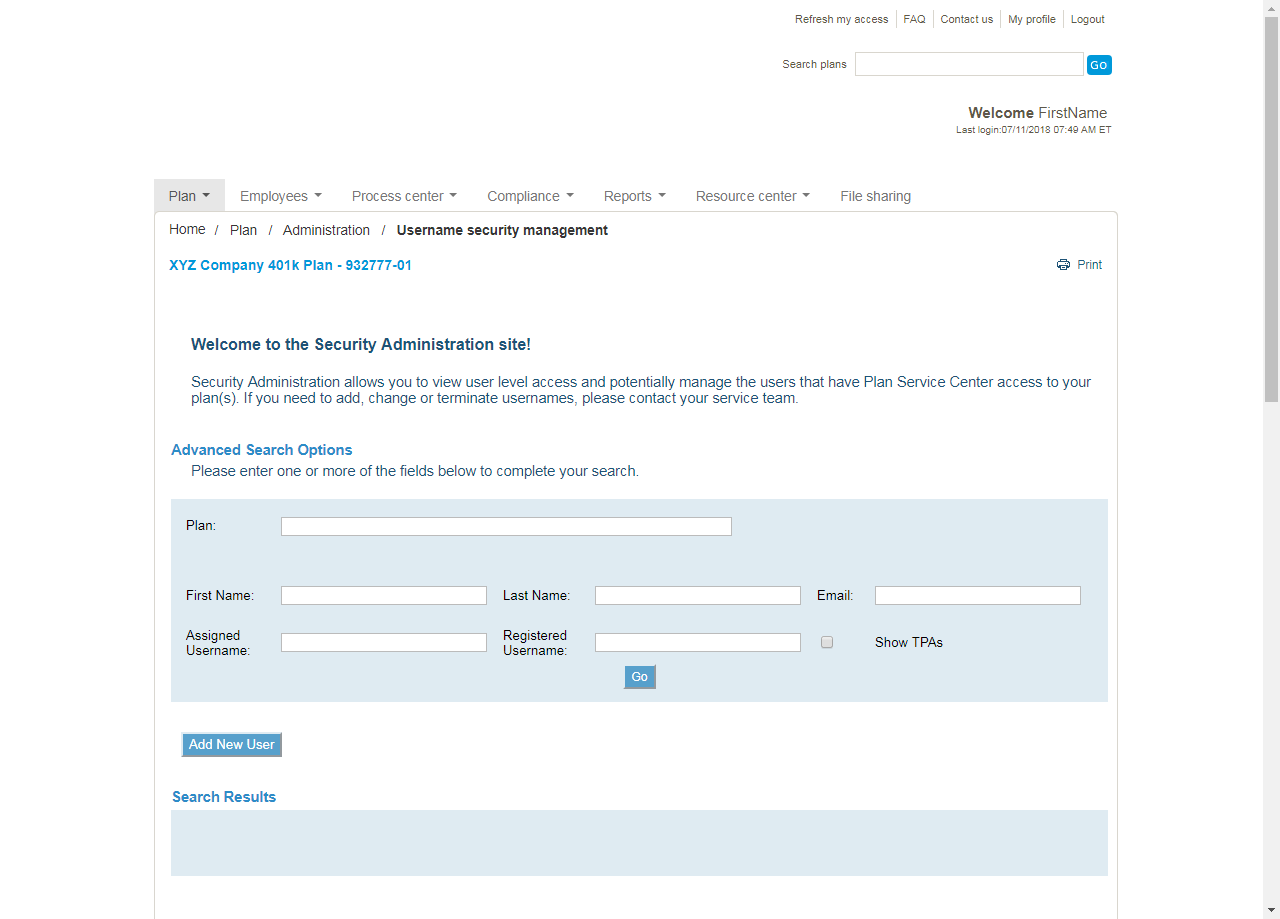 Refresh my access FAQ Contact us My profile Logout
Search plans Go
Welcome FirstName
Last login:07/11/2018 07:49 AM ET
Plan Employees Process center Compliance Reports Resource center File sharing
Home / Plan / Administration / Username security management
XYZ Company 401k Plan - 932777-01 Print
Welcome to the Security Administration site!
Security Administration allows you to view user level access and potentially manage the users that have Plan Service Center access to your
plan(s). If you need to add, change or terminate usernames, please contact your service team.
Advanced Search Options
Please enter one or more of the fields below to complete your search.
Plan:
First Name: Last Name: Email:
Assigned Username: Registered Username: Show TPAs
Go
Add New User
Search Results